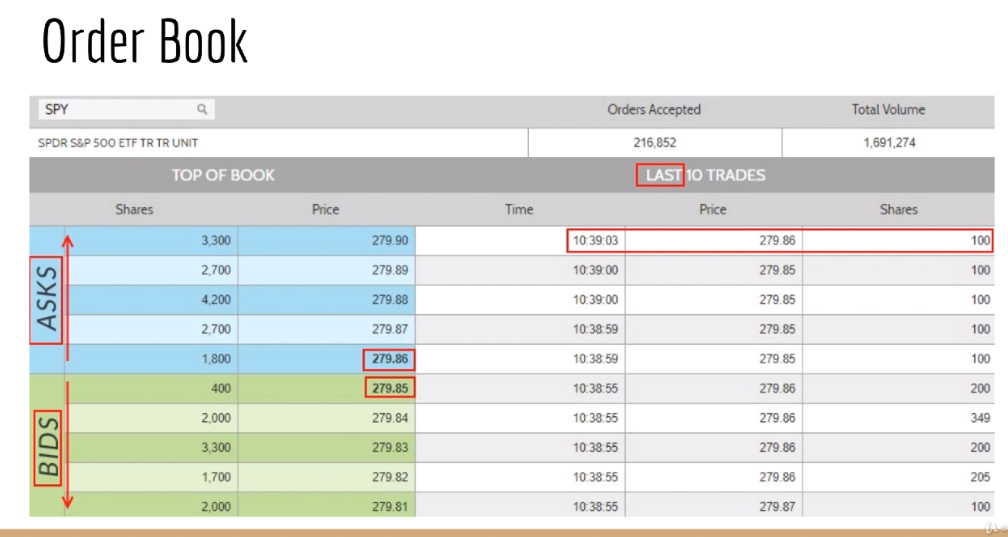 Order Book
SPY Orders Accepted Total Volume
SPDR S&P 500 ETF TR TR UNIT 216,852 1,691,274
TOP OF BOOK LAST 10 TRADES
Shares Price Time Price Shares
ASKS
3,300 279.90 10:39:03 279.86 100
2,700 279.89 10:39:00 279.85 100
4,200 279.88 10:39:00 279.85 100
2,700 279.87 10:38:59 279.85 100
1,800 279.86 10:38:59 279.85 100
BIDS
400 279.85 10:38:55 279.86 200
2,000 279.84 10:38:55 279.86 349
3,300 279.83 10:38:55 279.86 200
1,700 279.82 10:38:55 279.86 205
2,000 279.81 10:38:55 279.87 100